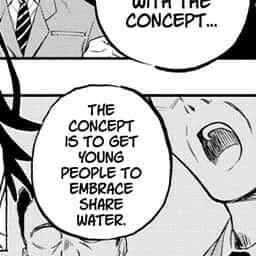 WITH THE
CONCEPT...
THE
CONCEPT
IS TO GET
YOUNG
PEOPLE TO
EMBRACE
SHARE
WATER.